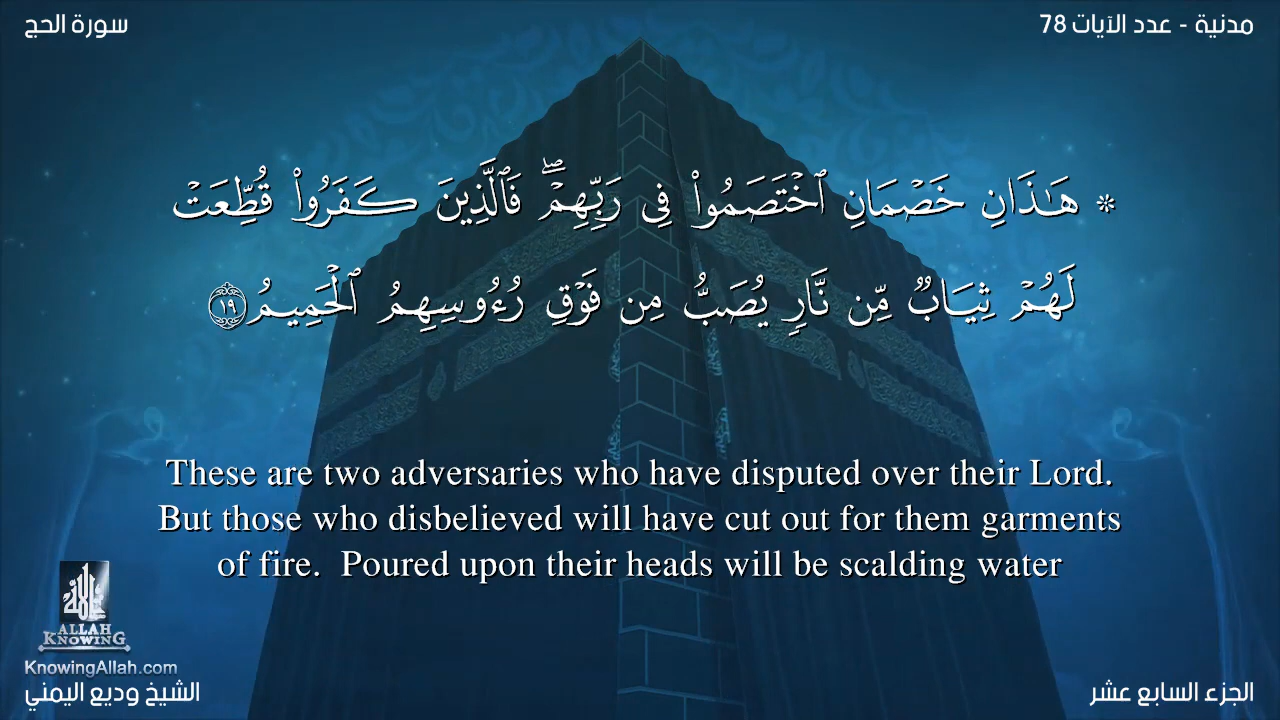 سورة الحج
مدنية - عدد الآيات 78
۞ هَـٰذَانِ خَصْمَانِ ٱخْتَصَمُوا۟ فِى رَبِّهِمْ ۖ فَٱلَّذِينَ كَفَرُوا۟ قُطِّعَتْ
لَهُمْ ثِيَابٌ مِّن نَّارٍ يُصَبُّ مِن فَوْقِ رُءُوسِهِمُ ٱلْحَمِيمُ ١٩
These are two adversaries who have disputed over their Lord.
But those who disbelieved will have cut out for them garments
of fire.  Poured upon their heads will be scalding water
ALLAH
KNOWING
KnowingAllah.com
الشيخ وديع اليمني
الجزء السابع عشر